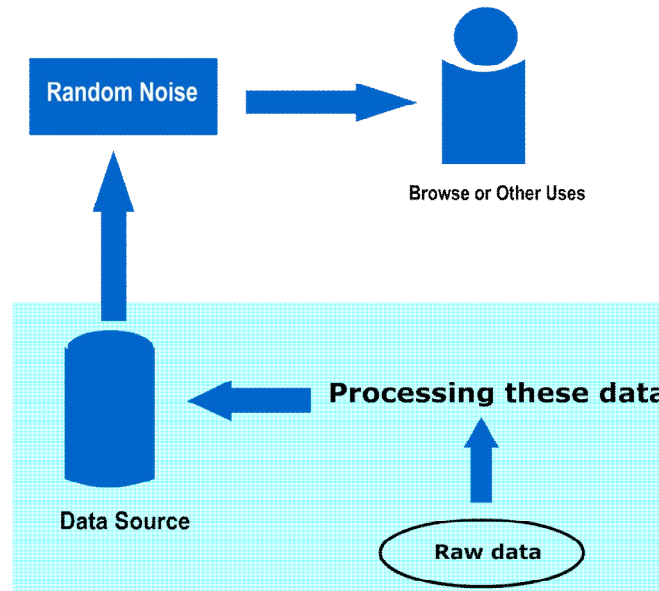 Random Noise
Browse or Other Uses
Processing these data
Data Source
Raw data